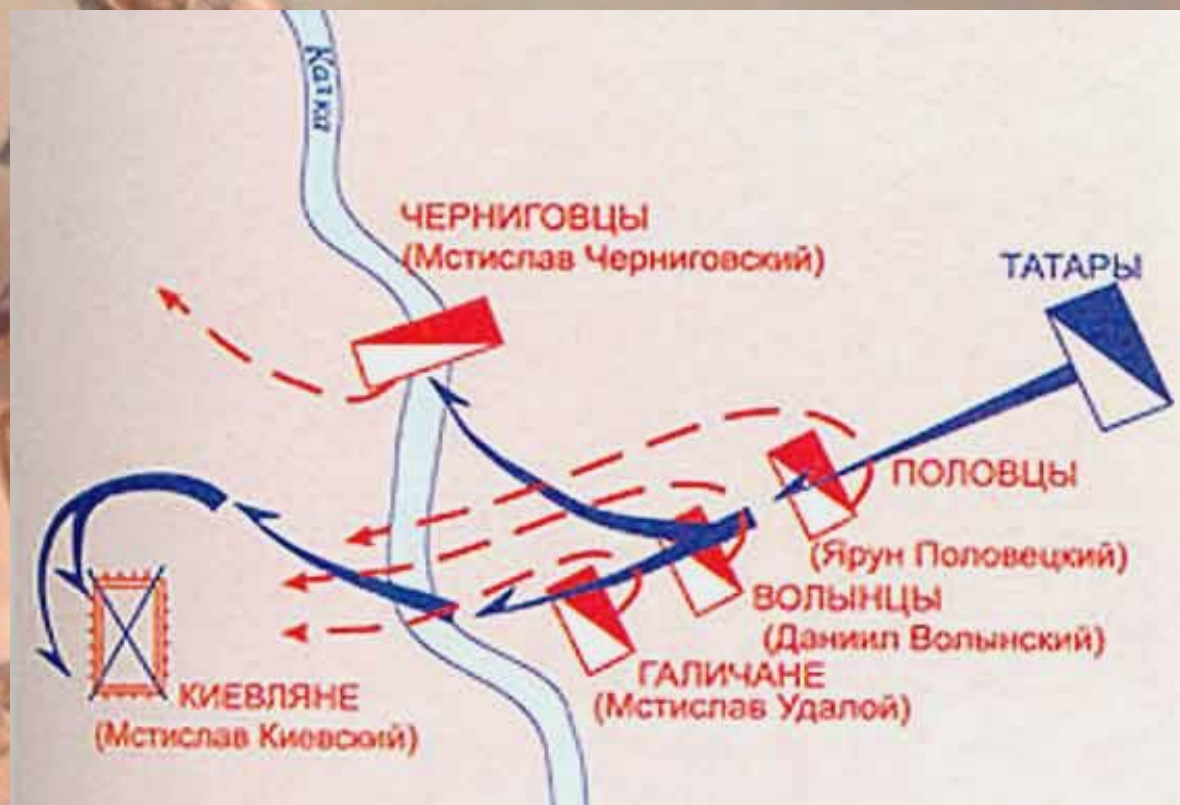 Калка
ЧЕРНИГОВЦЫ
(Мстислав Черниговский)
ТАТАРЫ
ПОЛОВЦЫ
(Ярун Половецкий)
ВОЛЫНЦЫ
(Даниил Волынский)
ГАЛИЧАНЕ
(Мстислав Удалой)
КИЕВЛЯНЕ
(Мстислав Киевский)